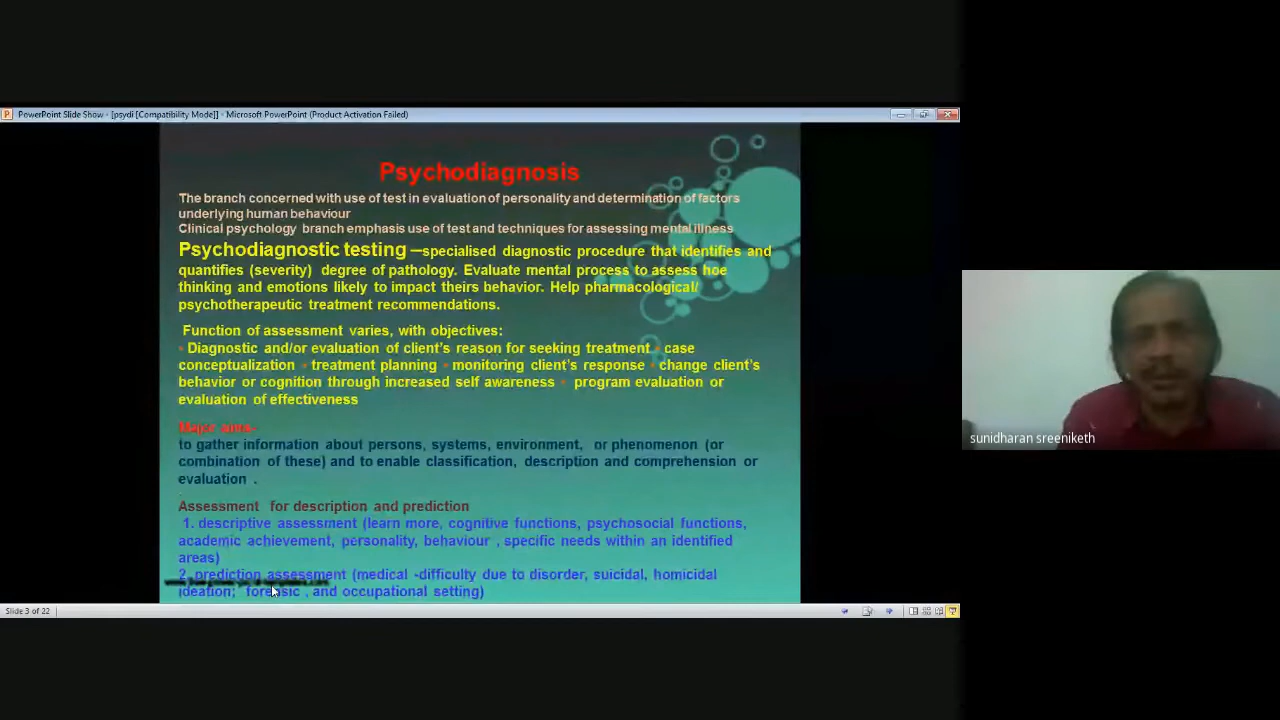 PowerPoint Slide Show - [psydi [Compatibility Mode]] - Microsoft PowerPoint (Product Activation Failed)
Psychodiagnosis
The branch concerned with use of test in evaluation of personality and determination of factors
underlying human behaviour
Clinical psychology branch emphasis use of test and techniques for assessing mental illness
Psychodiagnostic testing –specialised diagnostic procedure that identifies and
quantifies (severity) degree of pathology. Evaluate mental process to assess hoe
thinking and emotions likely to impact theirs behavior. Help pharmacological/
psychotherapeutic treatment recommendations.
Function of assessment varies, with objectives:
• Diagnostic and/or evaluation of client's reason for seeking treatment • case
conceptualization • treatment planning • monitoring client's response • change client's
behavior or cognition through increased self awareness • program evaluation or
evaluation of effectiveness
Major aims-
to gather information about persons, systems, environment, or phenomenon (or
combination of these) and to enable classification, description and comprehension or
evaluation .
Assessment for description and prediction
1. descriptive assessment (learn more, cognitive functions, psychosocial functions,
academic achievement, personality, behaviour , specific needs within an identified
areas)
2. prediction assessment (medical -difficulty due to disorder, suicidal, homicidal
ideation; forensic , and occupational setting)
Slide 3 of 22
sunidharan sreeniketh